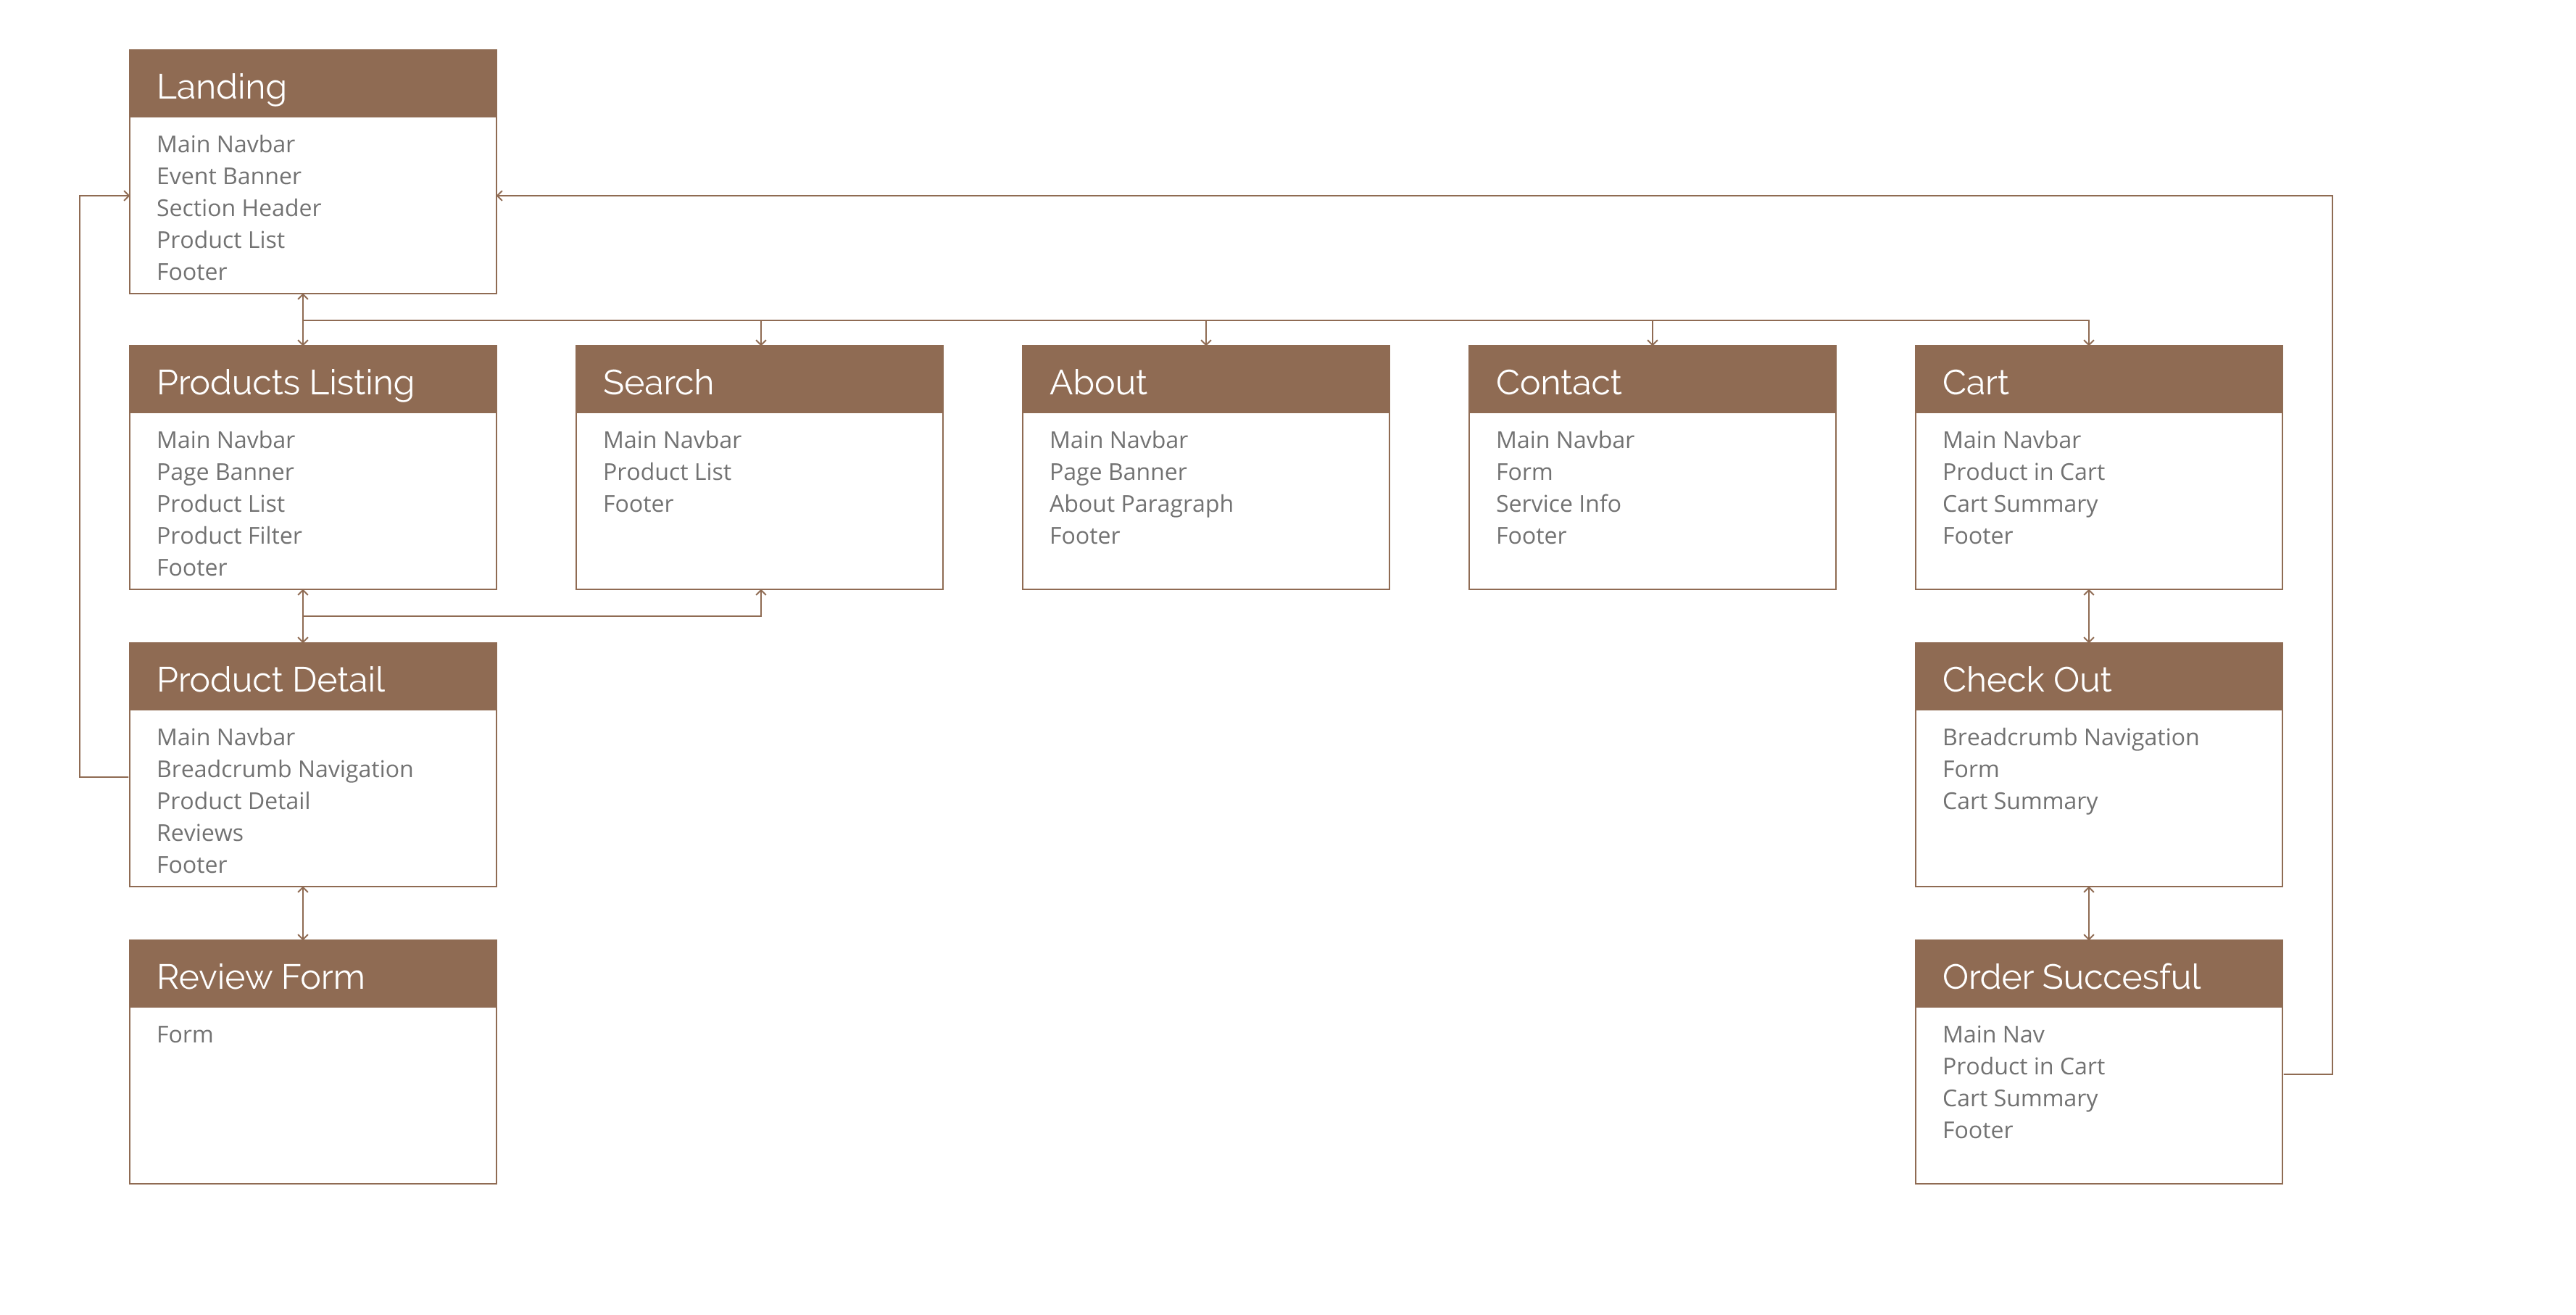 Landing
Main Navbar
Event Banner
Section Header
Product List
Footer
Products Listing
Main Navbar
Page Banner
Product List
Product Filter
Footer
Search
Main Navbar
Product List
Footer
About
Main Navbar
Page Banner
About Paragraph
Footer
Contact
Main Navbar
Form
Service Info
Footer
Cart
Main Navbar
Product in Cart
Cart Summary
Footer
Product Detail
Main Navbar
Breadcrumb Navigation
Product Detail
Reviews
Footer
Check Out
Breadcrumb Navigation
Form
Cart Summary
Review Form
Form
Order Succesful
Main Nav
Product in Cart
Cart Summary
Footer